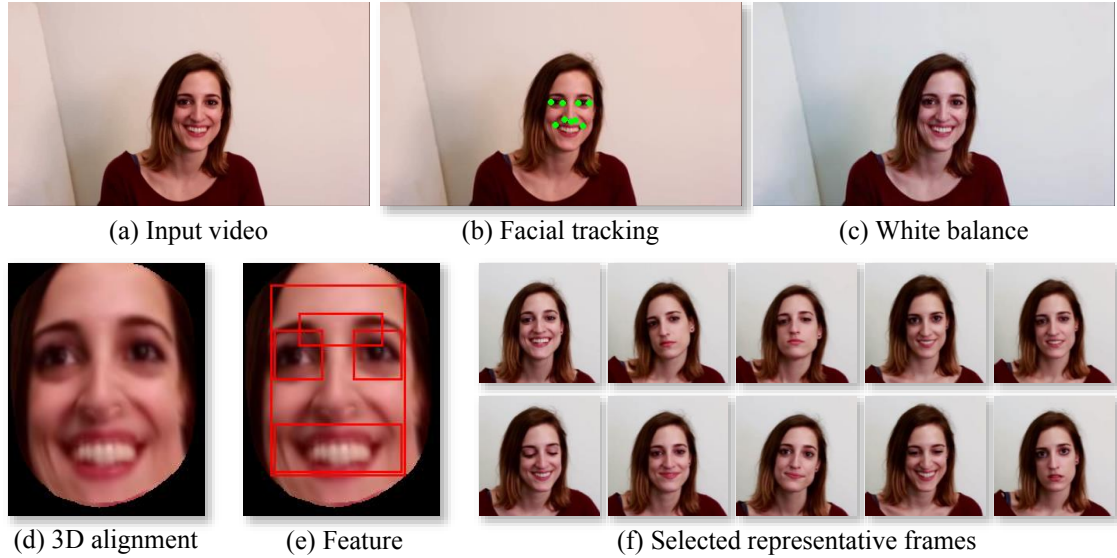 (a) Input video
(b) Facial tracking
(c) White balance
(d) 3D alignment
(e) Feature
(f) Selected representative frames